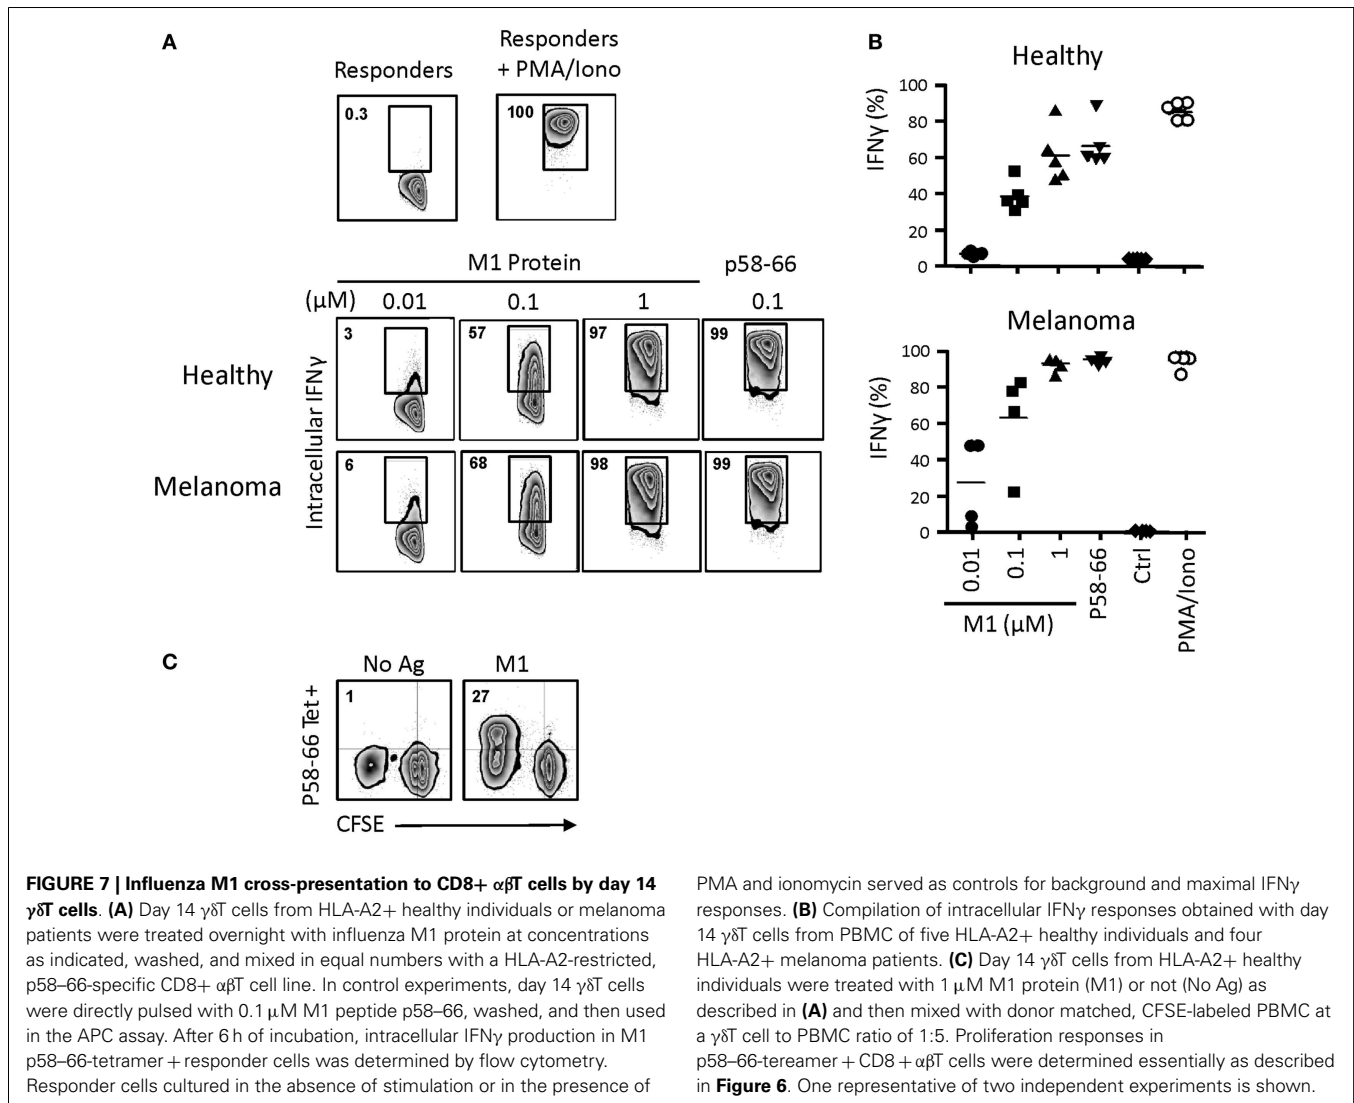 A
Responders
0.3
Responders
+ PMA/Iono
100
M1 Protein
p58-66
(μM) 0.01 0.1 1 0.1
Healthy
3
57
97
99
Melanoma
6
68
98
99
Intracellular IFNγ
B
Healthy
IFNγ (%)
100
80
60
40
20
0
Melanoma
IFNγ (%)
100
80
60
40
20
0
0.01
0.1
1
P58-66
Ctrl
PMA/Iono
M1 (μM)
C
No Ag
M1
1
27
P58-66 Tet+
CFSE
FIGURE 7 | Influenza M1 cross-presentation to CD8+ αβT cells by day 14
γδT cells. (A) Day 14 γδT cells from HLA-A2+ healthy individuals or melanoma
patients were treated overnight with influenza M1 protein at concentrations
as indicated, washed, and mixed in equal numbers with a HLA-A2-restricted,
p58–66-specific CD8+ αβT cell line. In control experiments, day 14 γδT cells
were directly pulsed with 0.1 μM M1 peptide p58–66, washed, and then used
in the APC assay. After 6 h of incubation, intracellular IFNγ production in M1
p58–66-tetramer + responder cells was determined by flow cytometry.
Responder cells cultured in the absence of stimulation or in the presence of
PMA and ionomycin served as controls for background and maximal IFNγ
responses. (B) Compilation of intracellular IFNγ responses obtained with day
14 γδT cells from PBMC of five HLA-A2+ healthy individuals and four
HLA-A2+ melanoma patients. (C) Day 14 γδT cells from HLA-A2+ healthy
individuals were treated with 1 μM M1 protein (M1) or not (No Ag) as
described in (A) and then mixed with donor matched, CFSE-labeled PBMC at
a γδT cell to PBMC ratio of 1:5. Proliferation responses in
p58–66-tereamer + CD8 + αβT cells were determined essentially as described
in Figure 6. One representative of two independent experiments is shown.